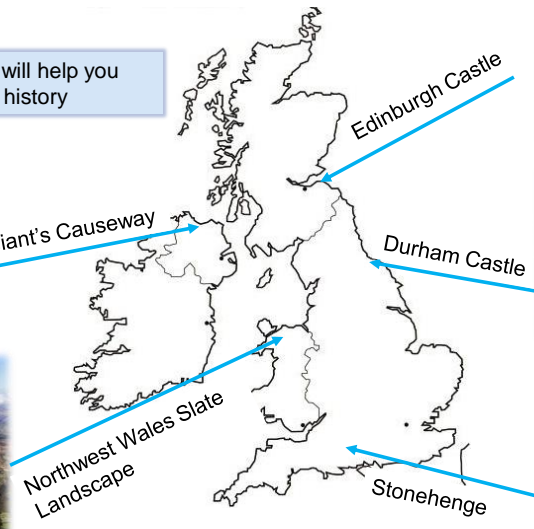 will help you
history
Edinburgh Castle
iant's Causeway
Durham Castle
Northwest Wales Slate
Landscape
Stonehenge